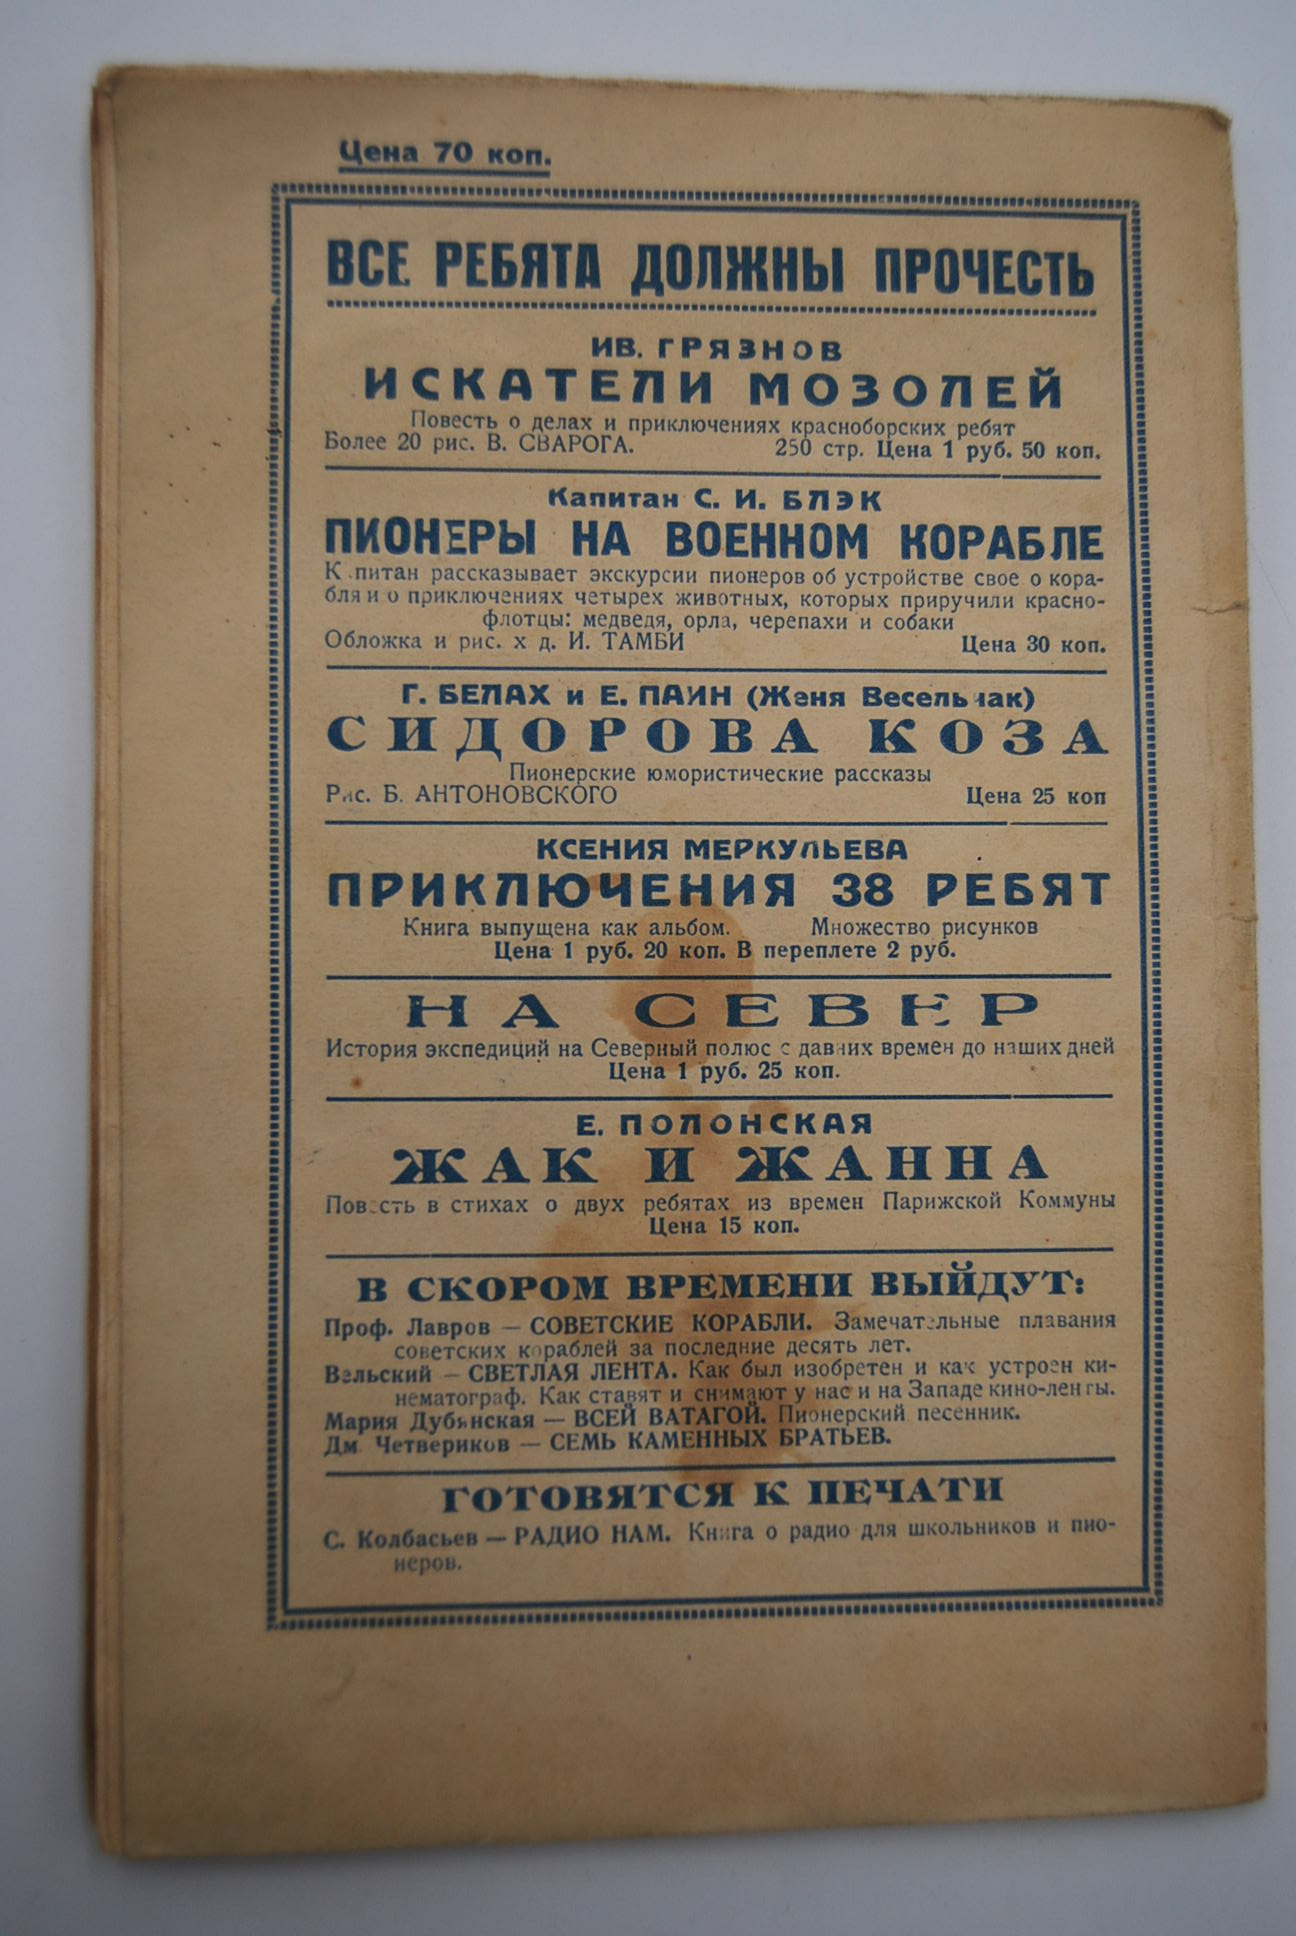 Цена 70 коп.
ВСЕ РЕБЯТА ДОЛЖНЫ ПРОЧЕСТЬ
ИВ. ГРЯЗНОВ
ИСКАТЕЛИ МОЗОЛЕЙ
Повесть о делах и приключениях красноборских ребят
Более 20 рис. В. СВАРОГА. 250 стр. Цена 1 руб. 50 коп.
Капитан С. И. БЛЭК
ПИОНЕРЫ НА ВОЕННОМ КОРАБЛЕ
К питан рассказывает экскурсии пионеров об устройстве свое о кора-
бля и о приключениях четырех животных, которых приручили красно-
флотцы: медведя, орла, черепахи и собаки
Обложка и рис. х д. И. ТАМБИ Цена 30 коп.
Г. БЕЛАХ и Е. ПАИН (Женя Весельчак)
СИДОРОВА КОЗА
Пионерские юмористические рассказы
Рис. Б. АНТОНОВСКОГО Цена 25 коп
КСЕНИЯ МЕРКУЛЬЕВА
ПРИКЛЮЧЕНИЯ 38 РЕБЯТ
Книга выпущена как альбом. Множество рисунков
Цена 1 руб. 20 коп. В переплете 2 руб.
НА СЕВЕР
История экспедиций на Северный полюс с давних времен до наших дней
Цена 1 руб. 25 коп.
Е. ПОЛОНСКАЯ
ЖАК И ЖАННА
Повесть в стихах о двух ребятах из времен Парижской Коммуны
Цена 15 коп.
В СКОРОМ ВРЕМЕНИ ВЫЙДУТ:
Проф. Лавров — СОВЕТСКИЕ КОРАБЛИ. Замечательные плавания
советских кораблей за последние десять лет.
Вельский — СВЕТЛАЯ ЛЕНТА. Как был изобретен и как устроен ки-
нематограф. Как ставят и снимают у нас и на Западе кино-ленты.
Мария Дубянская — ВСЕЙ ВАТАГОЙ. Пионерский песенник.
Дм. Четвериков — СЕМЬ КАМЕННЫХ БРАТЬЕВ.
ГОТОВЯТСЯ К ПЕЧАТИ
С. Колбасьев — РАДИО НАМ. Книга о радио для школьников и пио-
неров.